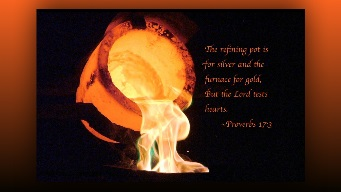 The refining pot is
for silver and the
furnace for gold,
But the Lord tests
hearts.
-Proverbs 17:3